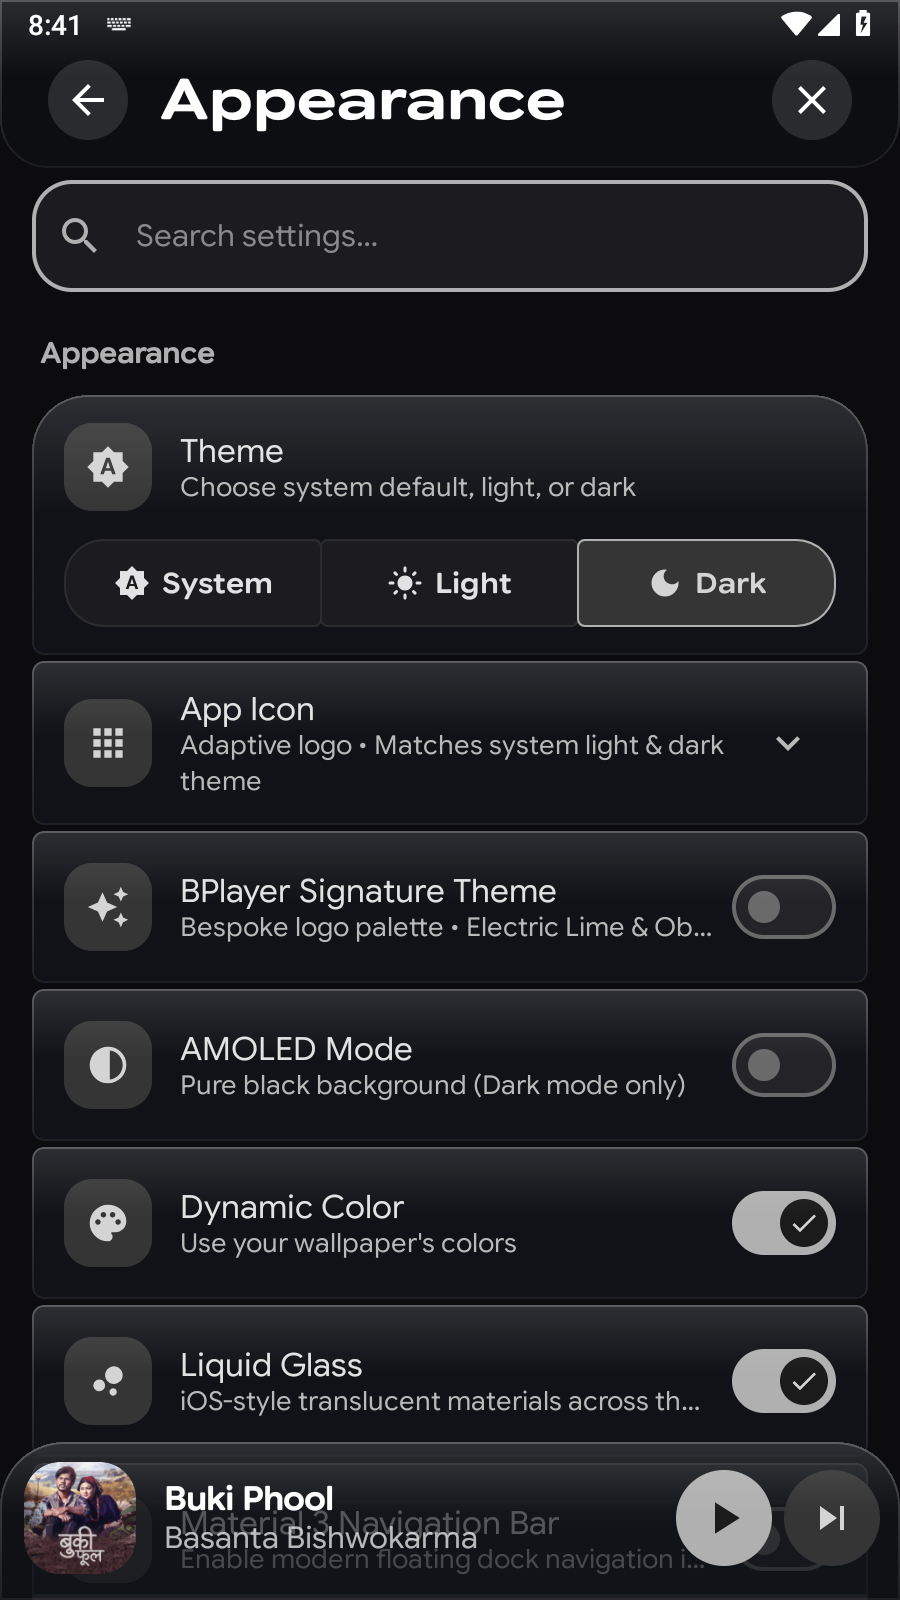 8:41
Appearance
Search settings...
Appearance
Theme
Choose system default, light, or dark
System
Light
Dark
App Icon
Adaptive logo • Matches system light & dark
theme
BPlayer Signature Theme
Bespoke logo palette • Electric Lime & Ob...
AMOLED Mode
Pure black background (Dark mode only)
Dynamic Color
Use your wallpaper's colors
Liquid Glass
iOS-style translucent materials across th...
बुकी
फूल
Buki Phool
Material 3 Navigation Bar
Basanta Bishwokarma
Enable modern floating dock navigation i...